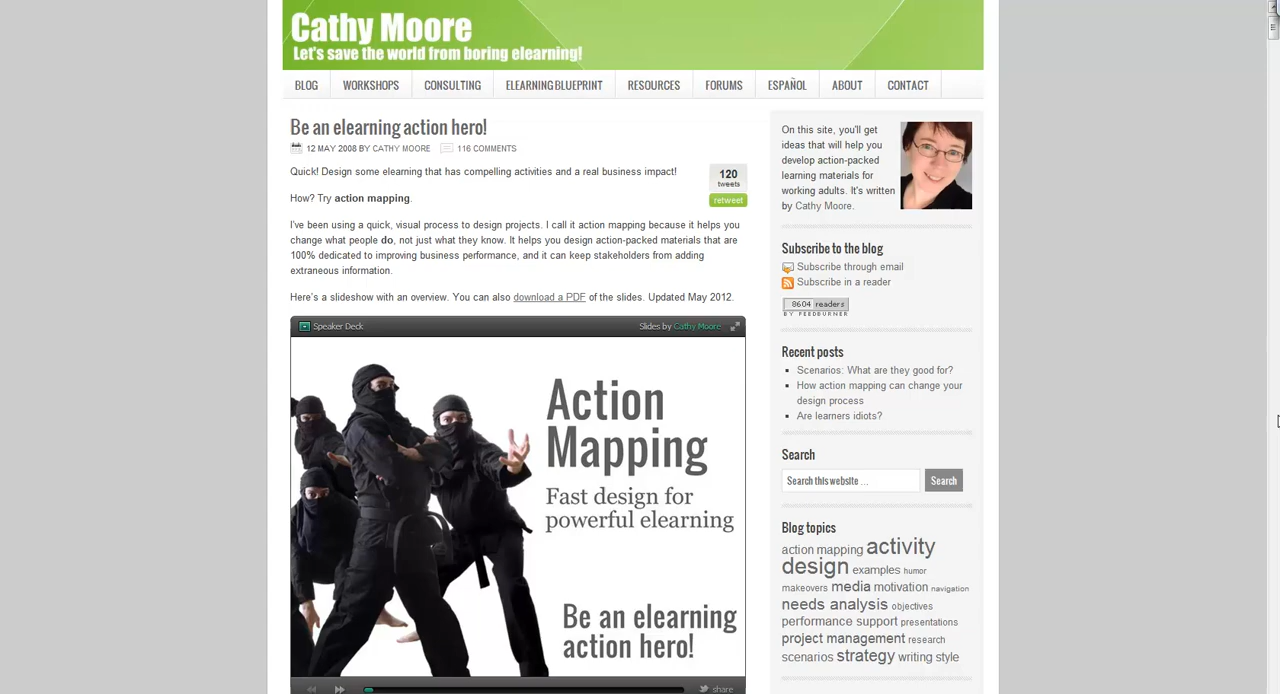 Cathy Moore
Let's save the world from boring elearning!
BLOG WORKSHOPS CONSULTING ELEARNING BLUEPRINT RESOURCES FORUMS ESPAÑOL ABOUT CONTACT
Be an elearning action hero!
12 MAY 2008 BY CATHY MOORE 116 COMMENTS
120
tweets
retweet
Quick! Design some elearning that has compelling activities and a real business impact!
How? Try action mapping.
I've been using a quick, visual process to design projects. I call it action mapping because it helps you
change what people do, not just what they know. It helps you design action-packed materials that are
100% dedicated to improving business performance, and it can keep stakeholders from adding
extraneous information.
Here's a slideshow with an overview. You can also download a PDF of the slides. Updated May 2012.
Speaker Deck
Slides by Cathy Moore
Action
Mapping
Fast design for
powerful elearning
Be an elearning
action hero!
share
On this site, you'll get
ideas that will help you
develop action-packed
learning materials for
working adults. It's written
by Cathy Moore.
Subscribe to the blog
Subscribe through email
Subscribe in a reader
8604 readers
BY FEEDBURNER
Recent posts
Scenarios: What are they good for?
How action mapping can change your
design process
Are learners idiots?
Search
Search this website ...
Search
Blog topics
action mapping activity
design examples humor
makeovers media motivation navigation
needs analysis objectives
performance support presentations
project management research
scenarios strategy writing style